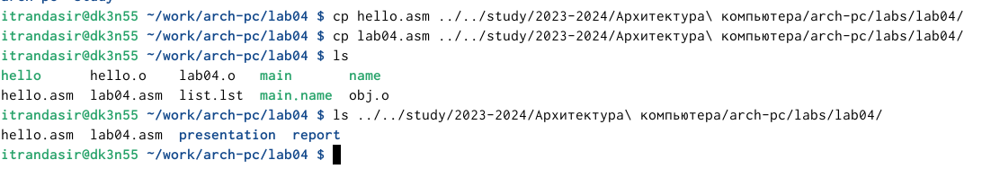 itrandasir@dk3n55 ~/work/arch-pc/lab04 $ cp hello.asm ../../study/2023-2024/Архитектура\ компьютера/arch-pc/labs/lab04/
itrandasir@dk3n55 ~/work/arch-pc/lab04 $ cp lab04.asm ../../study/2023-2024/Архитектура\ компьютера/arch-pc/labs/lab04/
itrandasir@dk3n55 ~/work/arch-pc/lab04 $ ls
hello hello.o lab04.o main name
hello.asm lab04.asm list.lst main.name obj.o
itrandasir@dk3n55 ~/work/arch-pc/lab04 $ ls ../../study/2023-2024/Архитектура\ компьютера/arch-pc/labs/lab04/
hello.asm lab04.asm presentation report
itrandasir@dk3n55 ~/work/arch-pc/lab04 $